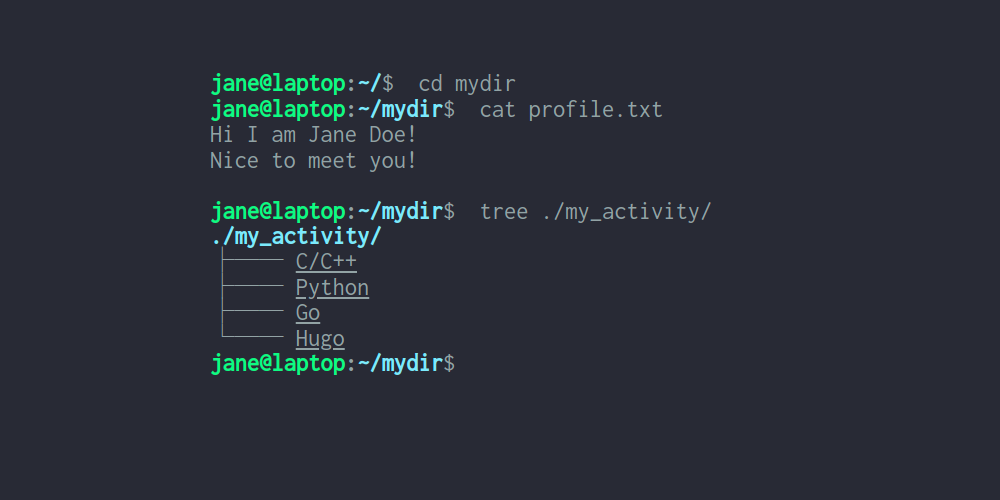 jane@laptop:~/$  cd mydir
jane@laptop:~/mydir$  cat profile.txt
Hi I am Jane Doe!
Nice to meet you!
jane@laptop:~/mydir$  tree ./my_activity/
./my_activity/
C/C++
Python
Go
Hugo
jane@laptop:~/mydir$